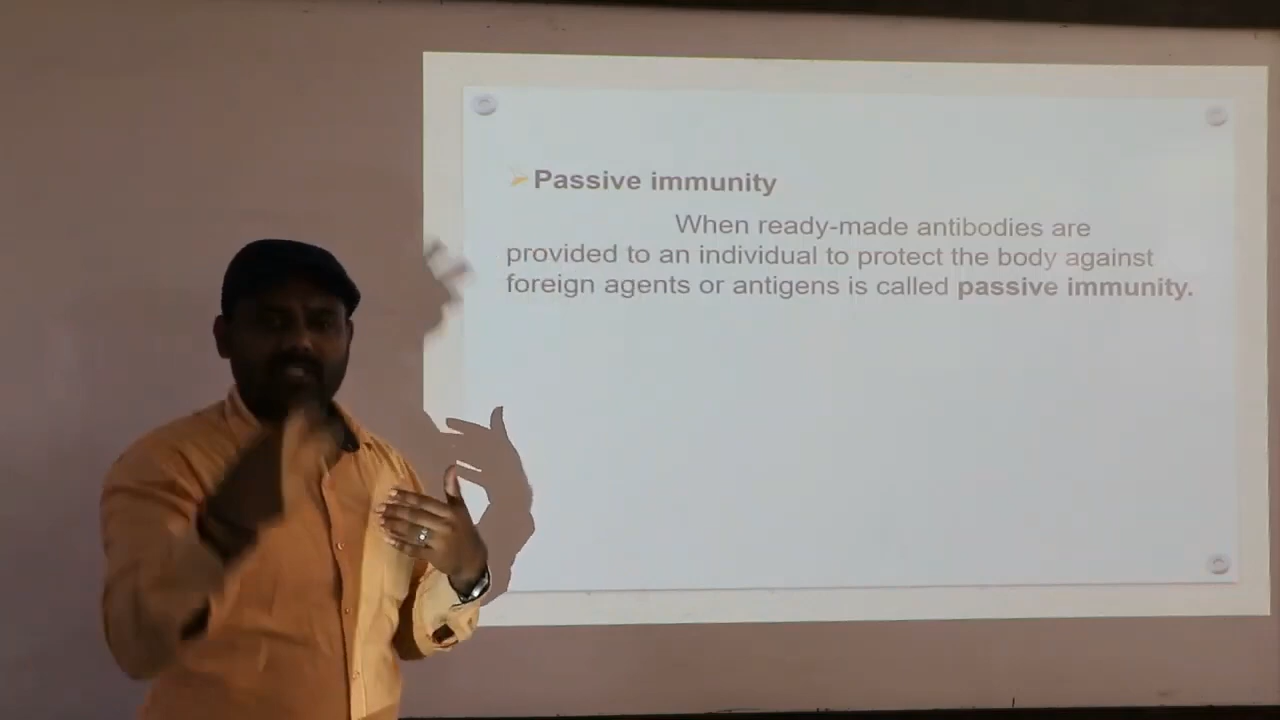 Passive immunity
When ready-made antibodies are
provided to an individual to protect the body against
foreign agents or antigens is called passive immunity.